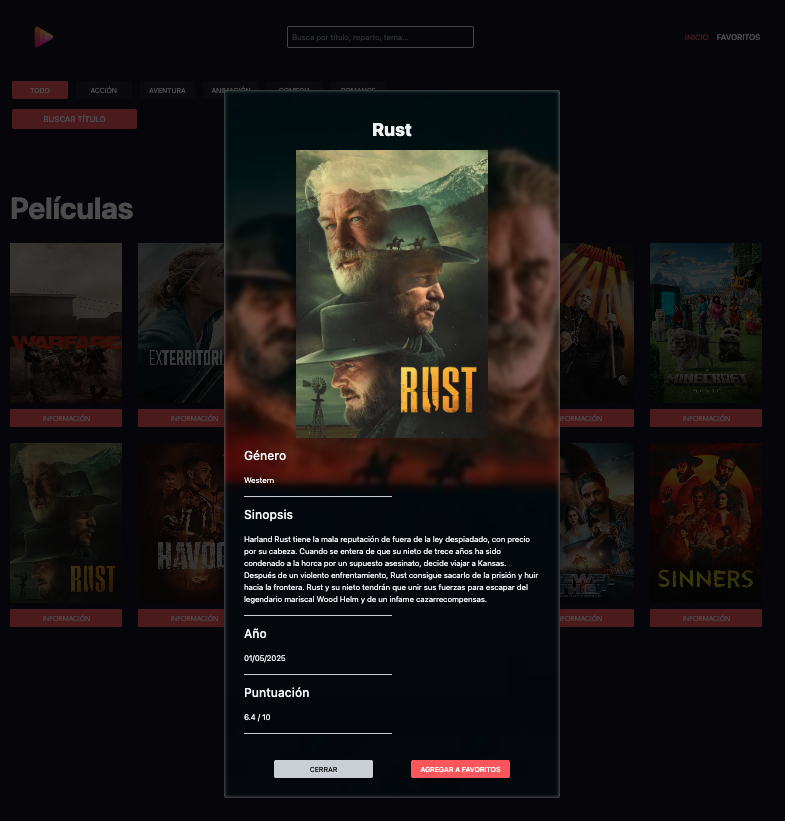 Busca por título, reparto, tema...
INICIO FAVORITOS
TODO ACCIÓN AVENTURA ANIMACIÓN COMEDIA ROMANCE
BUSCAR TÍTULO
Rust
Películas
WARFARE
EXTERRITORI
RUST
MINECRAFT
INFORMACIÓN INFORMACIÓN INFORMACIÓN INFORMACIÓN
Género
Western
Sinopsis
Harland Rust tiene la mala reputación de fuera de la ley despiadado, con precio
por su cabeza. Cuando se entera de que su nieto de trece años ha sido
condenado a la horca por un supuesto asesinato, decide viajar a Kansas.
Después de un violento enfrentamiento, Rust consigue sacarlo de la prisión y huir
hacia la frontera. Rust y su nieto tendrán que unir sus fuerzas para escapar del
legendario mariscal Wood Helm y de un infame cazarrecompensas.
RUST
HAVOC
SINNERS
INFORMACIÓN INFORMACIÓN INFORMACIÓN INFORMACIÓN
Año
01/05/2025
Puntuación
6.4 / 10
CERRAR AGREGAR A FAVORITOS